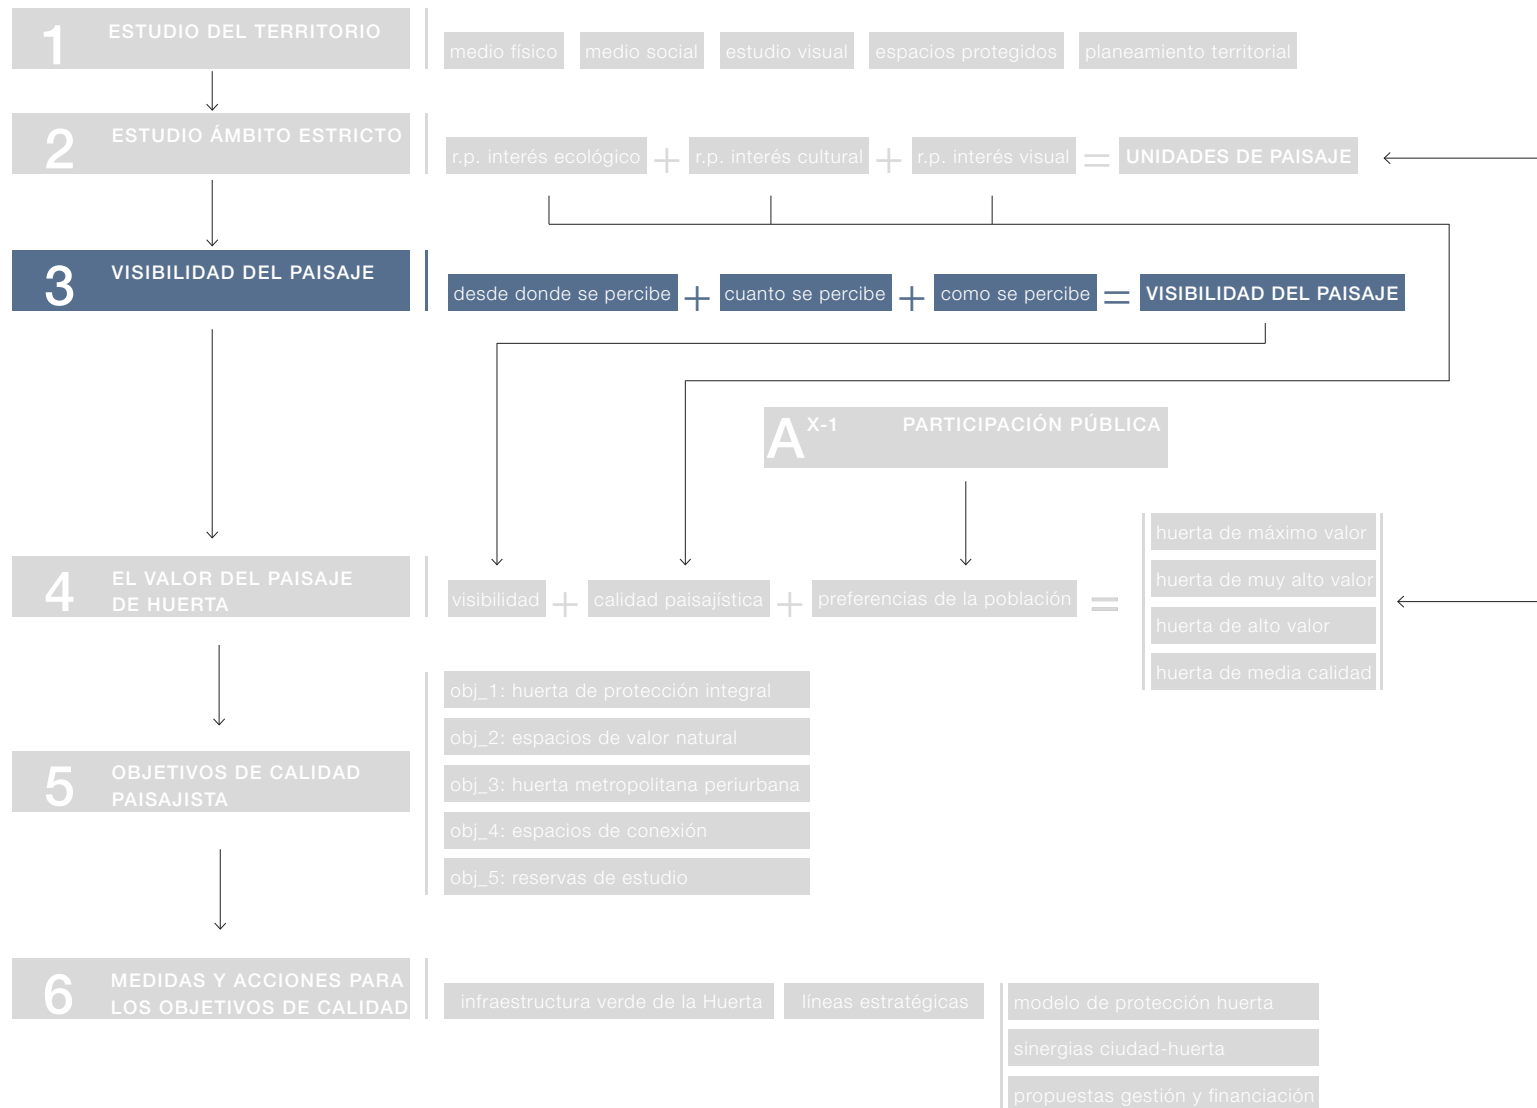 1 ESTUDIO DEL TERRITORIO
medio físico medio social estudio visual espacios protegidos planeamiento territorial
2 ESTUDIO ÁMBITO ESTRICTO
r.p. interés ecológico + r.p. interés cultural + r.p. interés visual = UNIDADES DE PAISAJE
3 VISIBILIDAD DEL PAISAJE
desde donde se percibe + cuanto se percibe + como se percibe = VISIBILIDAD DEL PAISAJE
A X-1 PARTICIPACIÓN PÚBLICA
4 EL VALOR DEL PAISAJE
DE HUERTA
visibilidad + calidad paisajística + preferencias de la población =
huerta de máximo valor
huerta de muy alto valor
huerta de alto valor
huerta de media calidad
5 OBJETIVOS DE CALIDAD
PAISAJISTA
obj_1: huerta de protección integral
obj_2: espacios de valor natural
obj_3: huerta metropolitana periurbana
obj_4: espacios de conexión
obj_5: reservas de estudio
6 MEDIDAS Y ACCIONES PARA
LOS OBJETIVOS DE CALIDAD
infraestructura verde de la Huerta líneas estratégicas
modelo de protección huerta
sinergias ciudad-huerta
propuestas gestión y financiación